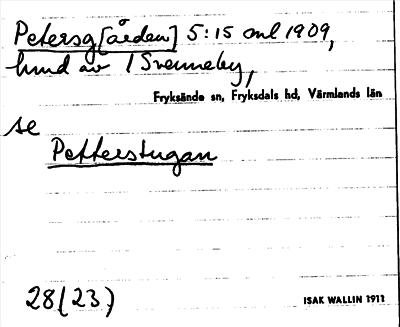 Petersg[ården] 5:15 enl 1909,
hmd av 1 Svenneby,
Fryksände sn, Fryksdals hd, Värmlands län
se
Petterstugan
28(23)
ISAK WALLIN 1911